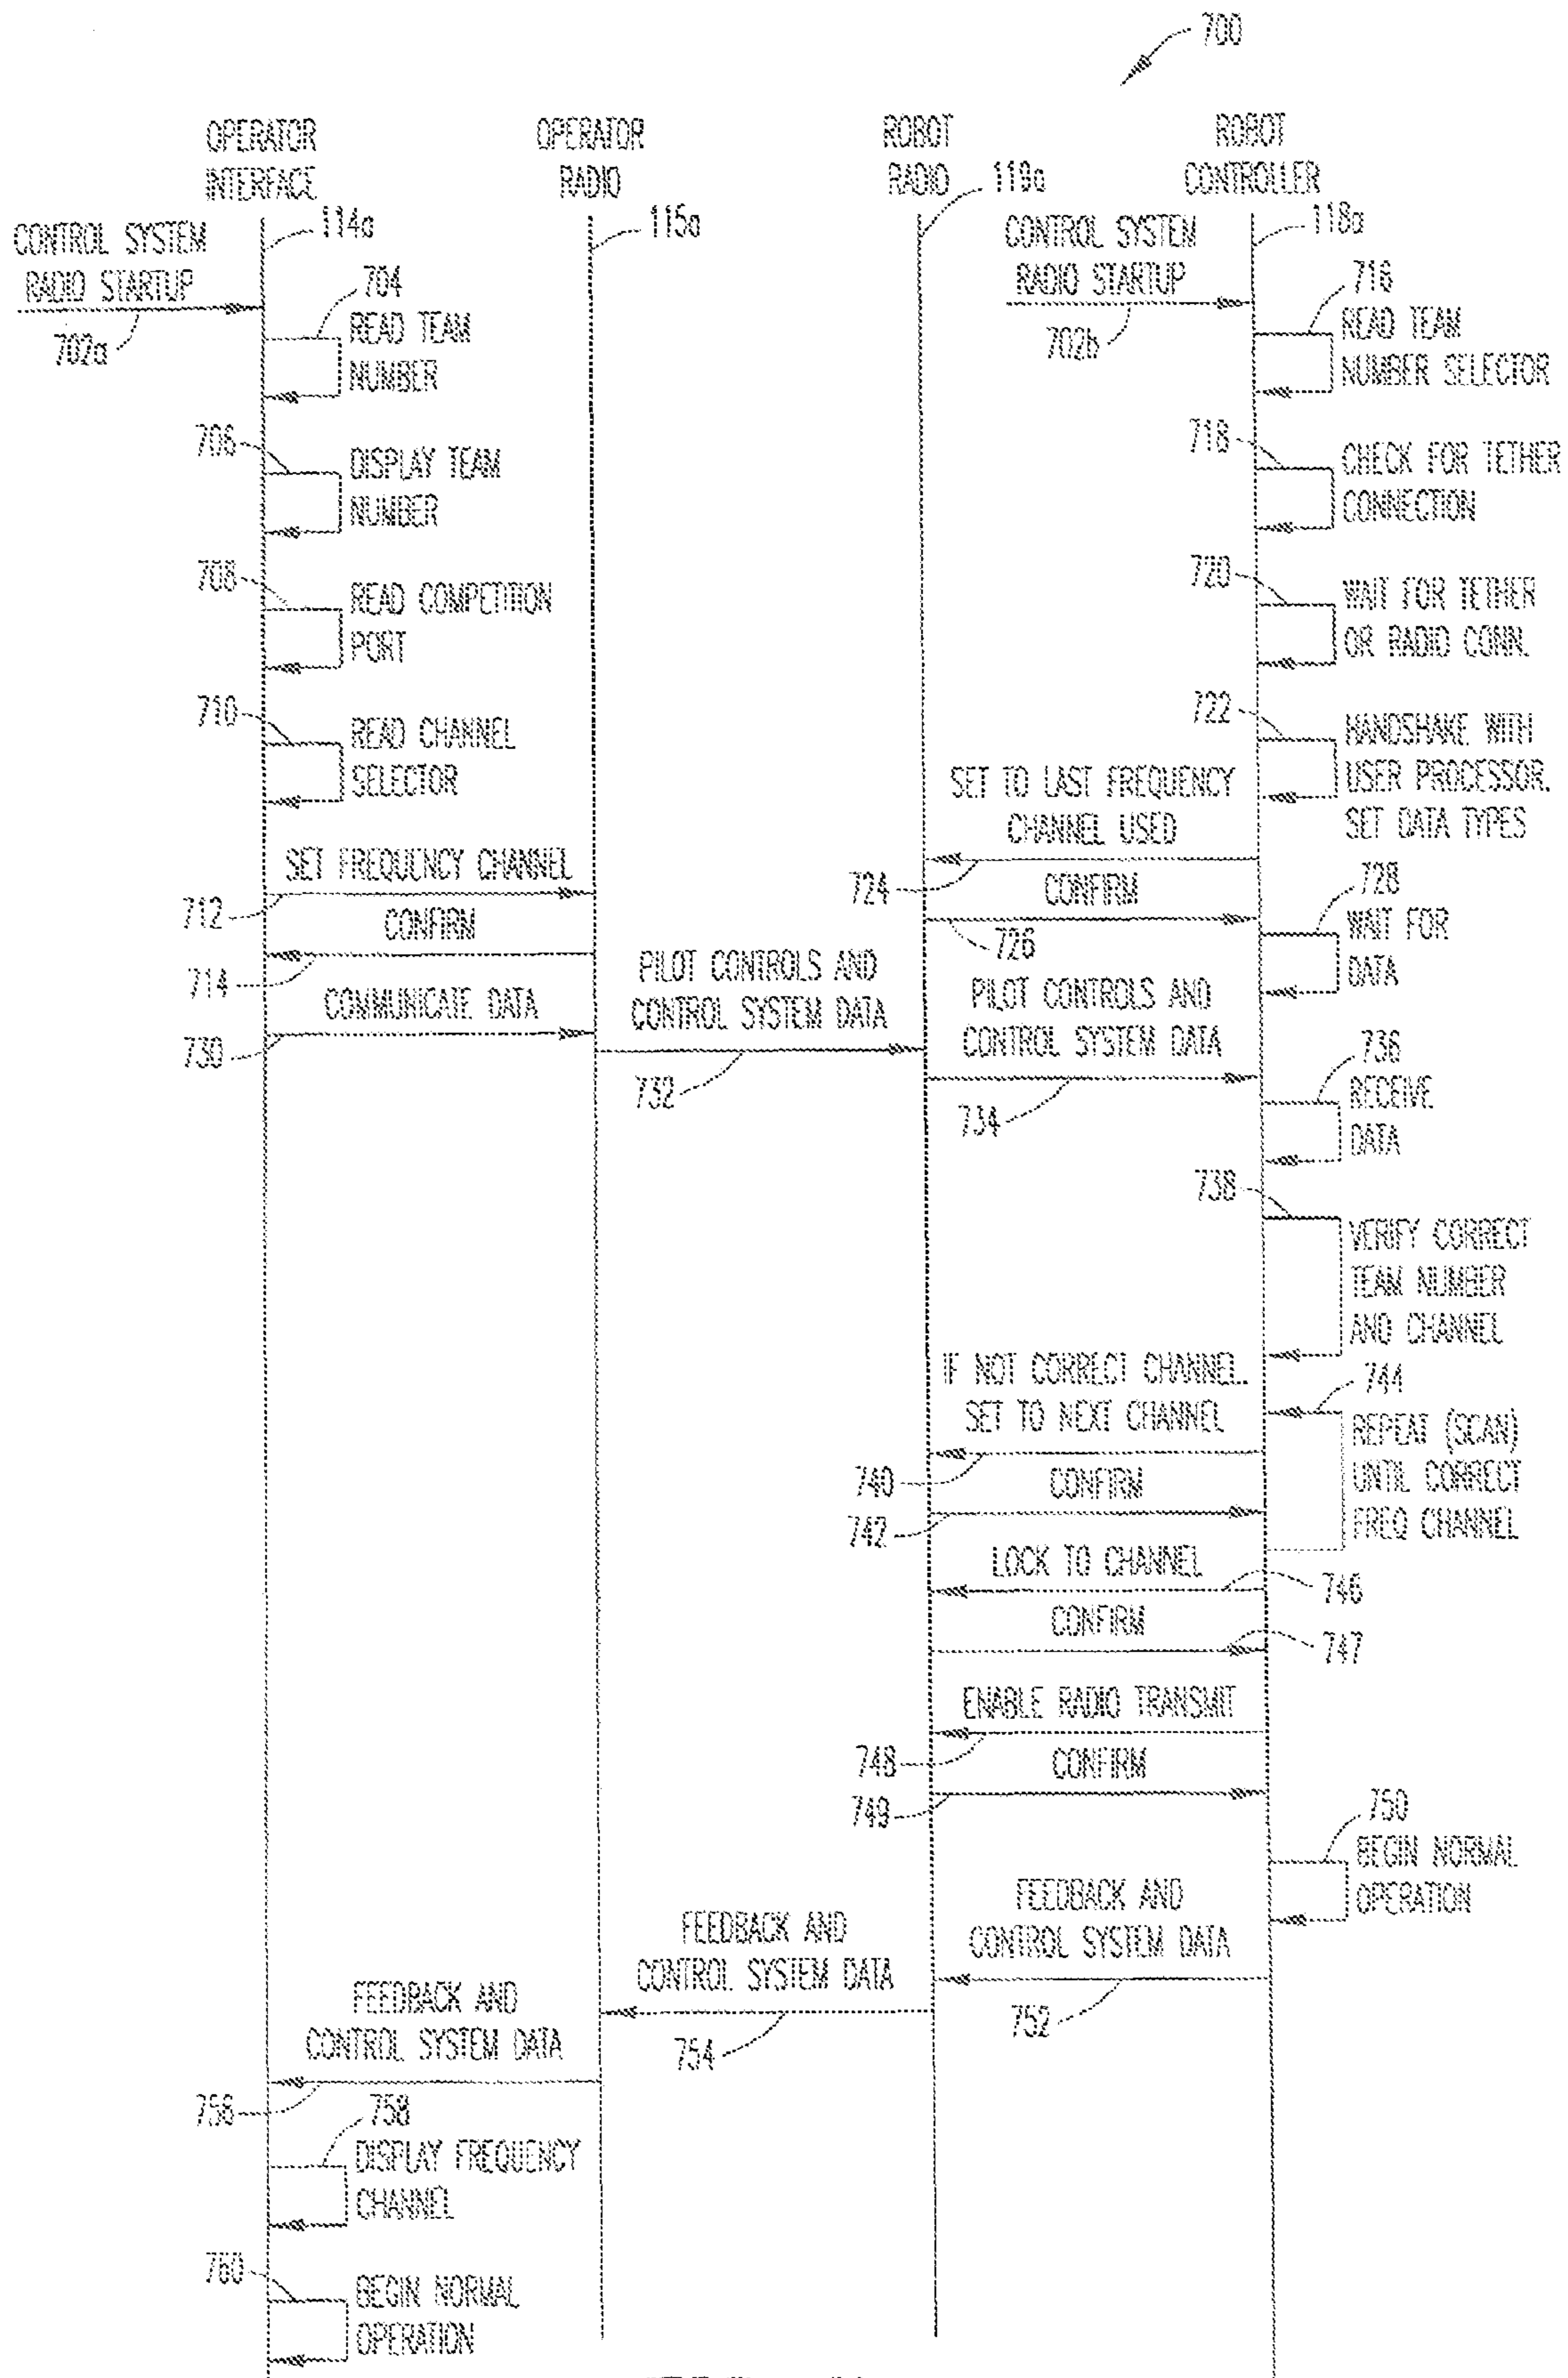 700
OPERATOR
INTERFACE
OPERATOR
RADIO
ROBOT
RADIO
ROBOT
CONTROLLER
114a
115a
119a
118a
CONTROL SYSTEM
RADIO STARTUP
702a
704
READ TEAM
NUMBER
CONTROL SYSTEM
RADIO STARTUP
702b
716
READ TEAM
NUMBER SELECTOR
706
DISPLAY TEAM
NUMBER
718
CHECK FOR TETHER
CONNECTION
708
READ COMPETITION
PORT
720
WAIT FOR TETHER
OR RADIO CONN.
710
READ CHANNEL
SELECTOR
722
HANDSHAKE WITH
USER PROCESSOR.
SET DATA TYPES
SET TO LAST FREQUENCY
CHANNEL USED
724
SET FREQUENCY CHANNEL
712
CONFIRM
726
728
WAIT FOR
DATA
CONFIRM
714
COMMUNICATE DATA
730
PILOT CONTROLS AND
CONTROL SYSTEM DATA
732
PILOT CONTROLS AND
CONTROL SYSTEM DATA
734
736
RECEIVE
DATA
738
VERIFY CORRECT
TEAM NUMBER
AND CHANNEL
IF NOT CORRECT CHANNEL.
SET TO NEXT CHANNEL
740
744
REPEAT (SCAN)
UNTIL CORRECT
FREQ CHANNEL
CONFIRM
742
LOCK TO CHANNEL
746
CONFIRM
747
ENABLE RADIO TRANSMIT
748
CONFIRM
749
750
BEGIN NORMAL
OPERATION
FEEDBACK AND
CONTROL SYSTEM DATA
752
FEEDBACK AND
CONTROL SYSTEM DATA
754
FEEDBACK AND
CONTROL SYSTEM DATA
756
758
DISPLAY FREQUENCY
CHANNEL
760
BEGIN NORMAL
OPERATION